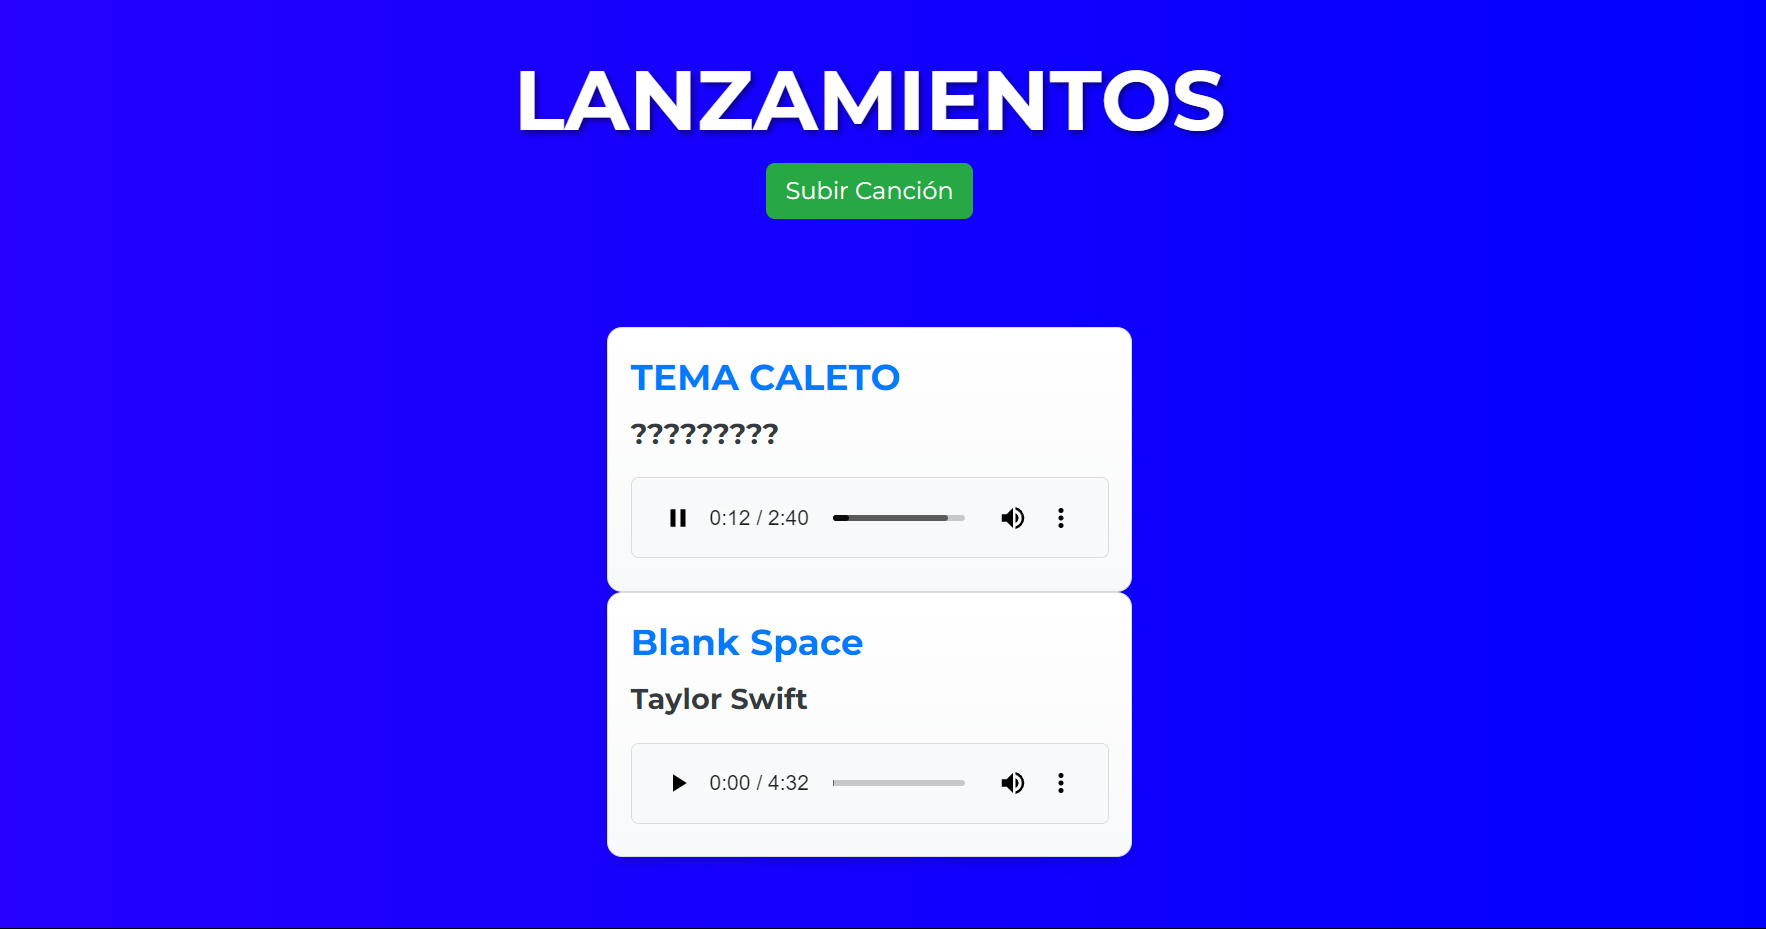 LANZAMIENTOS
Subir Canción
TEMA CALETO
?????????
0:12 / 2:40
Blank Space
Taylor Swift
0:00 / 4:32